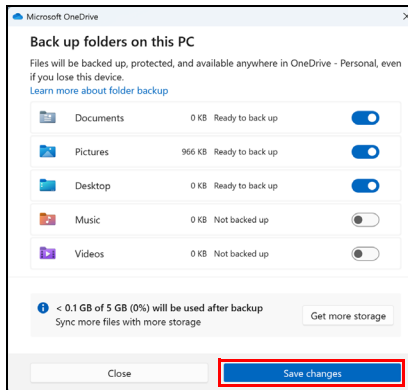 Microsoft OneDrive
Back up folders on this PC
Files will be backed up, protected, and available anywhere in OneDrive - Personal, even
if you lose this device.
Learn more about folder backup
Documents 0 KB Ready to back up
Pictures 966 KB Ready to back up
Desktop 0 KB Ready to back up
Music 0 KB Not backed up
Videos 0 KB Not backed up
< 0.1 GB of 5 GB (0%) will be used after backup
Sync more files with more storage
Get more storage
Close
Save changes